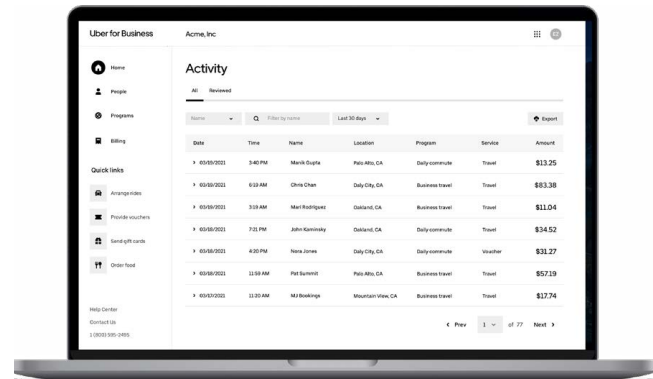 Uber for Business
Acme, Inc
Home
People
Programs
Billing
Quick links
Arrange rides
Provide vouchers
Send gift cards
Order food
Help Center
Contact Us
Activity
All Reviewed
Name Filter by name Last 30 days Export
Date Time Name Location Program Service Amount
03/19/2021 3:40 PM Manik Gupta Palo Alto, CA Daily commute Travel $13.25
03/19/2021 6:19 AM Chris Chan Daly City, CA Business travel Travel $83.38
03/19/2021 3:19 AM Mari Rodriguez Oakland, CA Business travel Travel $11.04
03/18/2021 7:21 PM John Kaminsky Oakland, CA Daily commute Travel $34.52
03/18/2021 4:20 PM Nora Jones Daly City, CA Daily commute Voucher $31.27
03/18/2021 11:59 AM Pat Summit Palo Alto, CA Business travel Travel $57.19
03/17/2021 11:20 AM MJ Bookings Mountain View, CA Business travel Travel $17.74
Prev 1 of 77 Next